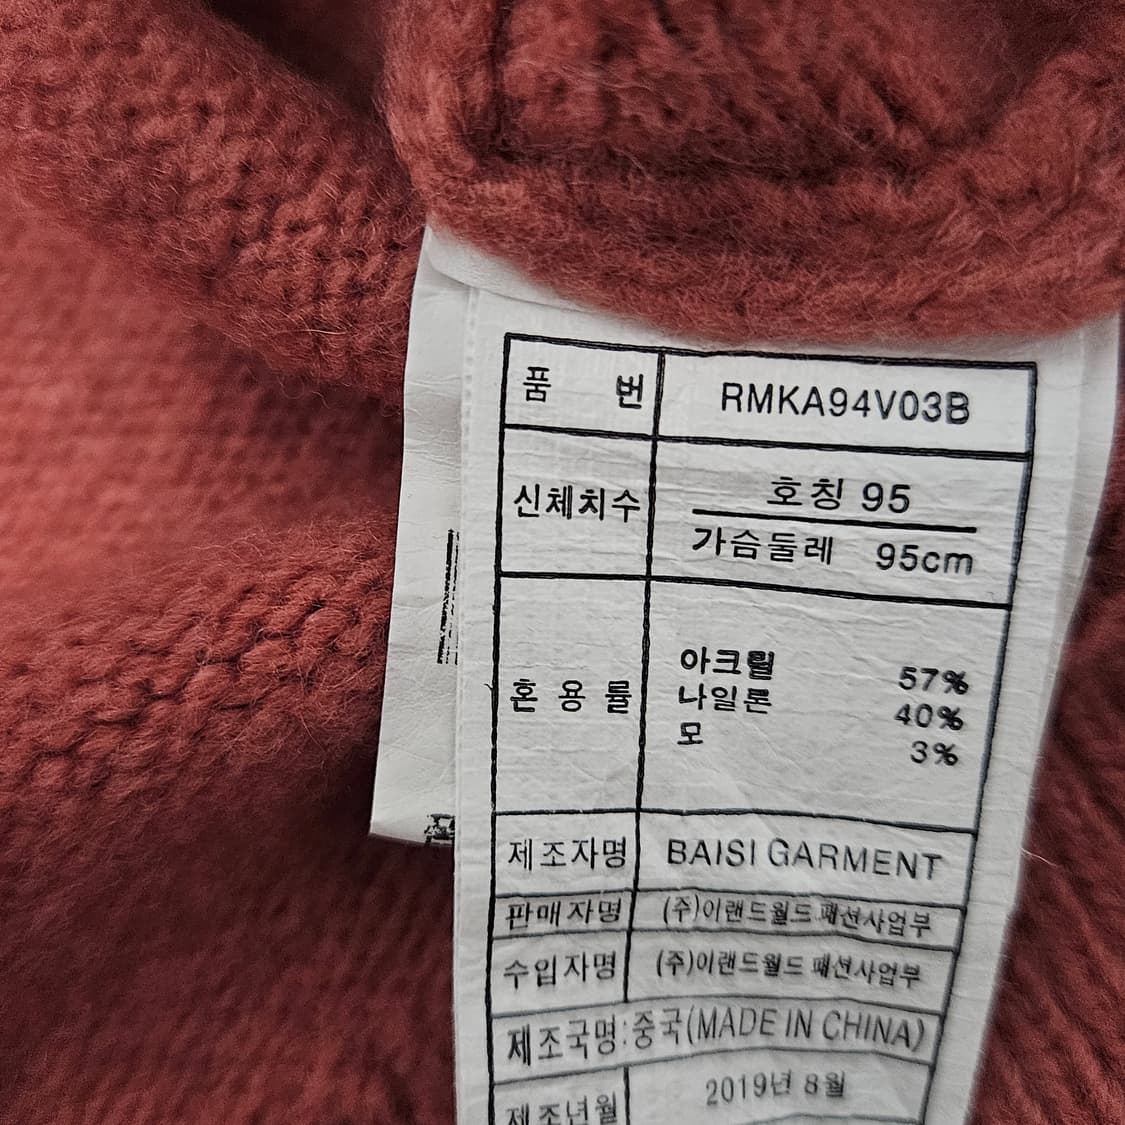 품 번 RMKA94V03B
신체치수 호칭 95
가슴둘레 95cm
혼용률 아크릴 57%
나일론 40%
모 3%
제조자명 BAISI GARMENT
판매자명 (주)이랜드월드 패션사업부
수입자명 (주)이랜드월드 패션사업부
제조국명:중국(MADE IN CHINA)
제조년월 2019년 8월